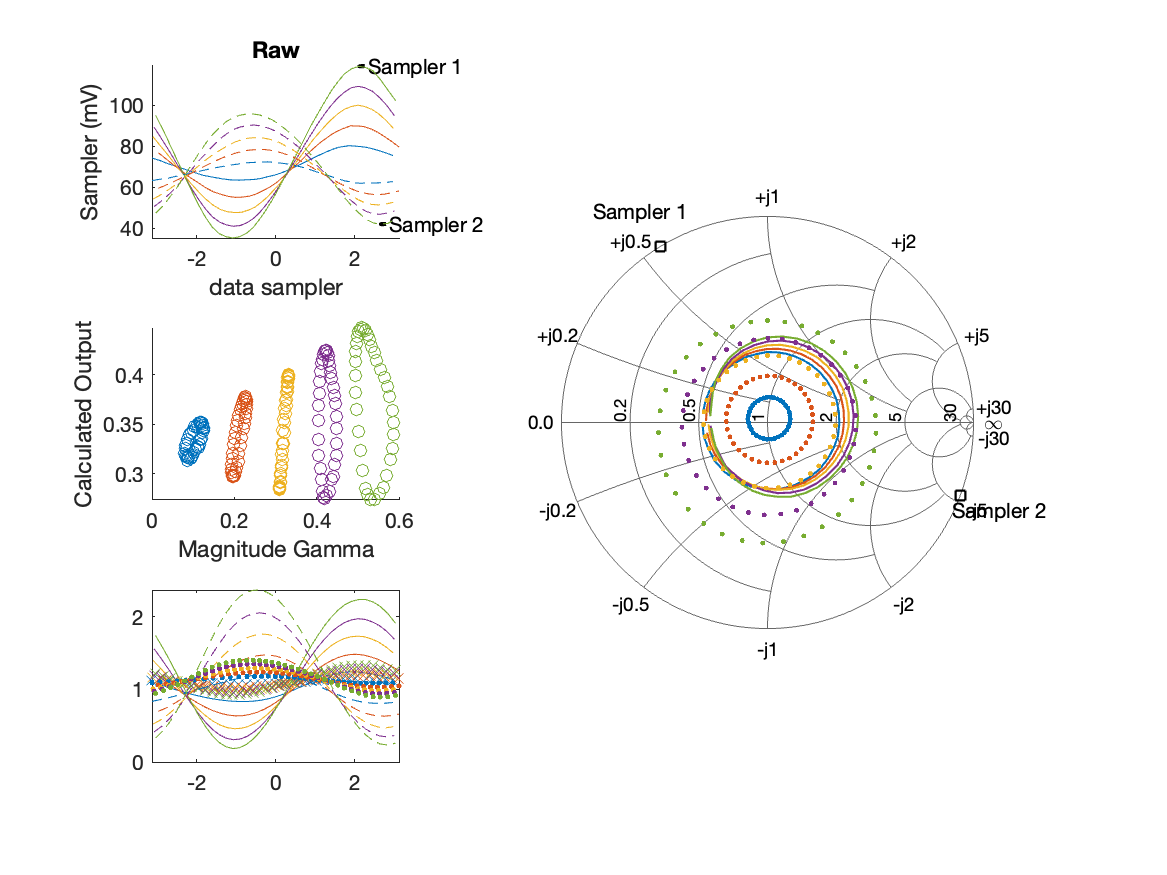 Raw
Sampler 1
Sampler (mV)
100
80
60
40
Sampler 2
-2
0
2
data sampler
Calculated Output
0.4
0.35
0.3
0
0.2
0.4
0.6
Magnitude Gamma
2
1
0
-2
0
2
+j1
Sampler 1
+j0.5
+j2
+j0.2
+j5
0.0
0.2
0.5
1
2
5
30
+j30
∞
-j30
-j0.2
Sampler 2
-j0.5
-j2
-j1